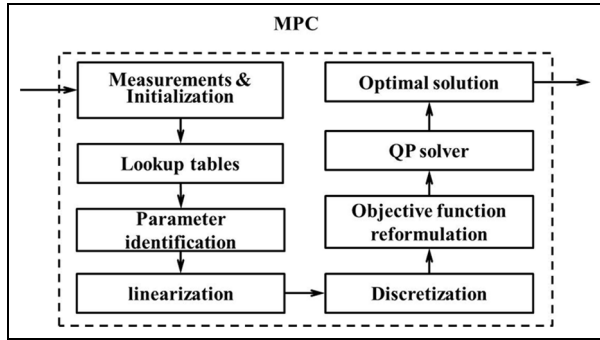 MPC
Measurements &
Initialization
Lookup tables
Parameter
identification
linearization
Discretization
Objective function
reformulation
QP solver
Optimal solution